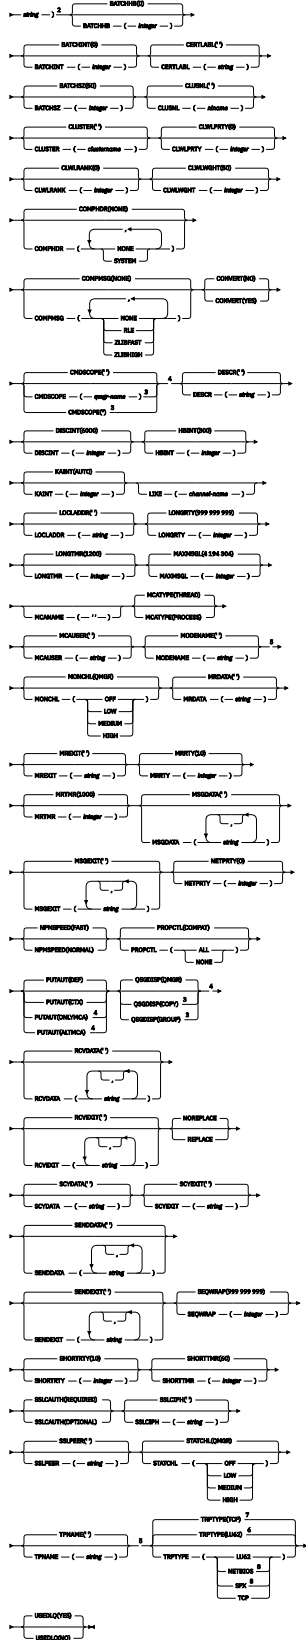 string — ) 2 BATCHHB(0)
BATCHHB — ( — integer — )
BATCHINT(0) CERTLABL(' ')
BATCHINT — ( — integer — ) CERTLABL — ( — string — )
BATCHSZ(50) CLUSNL(' ')
BATCHSZ — ( — integer — ) CLUSNL — ( — nlname — )
CLUSTER(' ') CLWLPRTY(0)
CLUSTER — ( — clustername — ) CLWLPRTY — ( — integer — )
CLWLRANK(0) CLWLWGHT(50)
CLWLRANK — ( — integer — ) CLWLWGHT — ( — integer — )
COMPHDR(NONE)
,
COMPHDR — ( NONE )
SYSTEM
COMPMSG(NONE) CONVERT(NO)
, CONVERT(YES)
COMPMSG — ( NONE )
RLE
ZLIBFAST
ZLIBHIGH
CMDSCOPE(' ') 4 DESCR(' ')
CMDSCOPE — ( — qmgr-name — ) 3 DESCR — ( — string — )
CMDSCOPE(*) 3
DISCINT(6000) HBINT(300)
DISCINT — ( — integer — ) HBINT — ( — integer — )
KAINT(AUTO)
KAINT — ( — integer — ) LIKE — ( — channel-name — )
LOCLADDR(' ') LONGRTY(999 999 999)
LOCLADDR — ( — string — ) LONGRTY — ( — integer — )
LONGTMR(1200) MAXMSGL(4 194 304)
LONGTMR — ( — integer — ) MAXMSGL — ( — integer — )
MCATYPE(THREAD)
MCANAME — ( — ' ' — ) MCATYPE(PROCESS)
MCAUSER(' ') MODENAME(' ') 5
MCAUSER — ( — string — ) MODENAME — ( — string — )
MONCHL(QMGR) MRDATA(' ')
MONCHL — ( OFF ) MRDATA — ( — string — )
LOW
MEDIUM
HIGH
MREXIT(' ') MRRTY(10)
MREXIT — ( — string — ) MRRTY — ( — integer — )
MRTMR(1000) MSGDATA(' ')
MRTMR — ( — integer — ) ,
MSGDATA — ( string )
MSGEXIT(' ') NETPRTY(0)
, NETPRTY — ( — integer — )
MSGEXIT — ( string )
NPMSPEED(FAST) PROPCTL(COMPAT)
NPMSPEED(NORMAL) PROPCTL — ( ALL )
NONE
PUTAUT(DEF) QSGDISP(QMGR) 4
PUTAUT(CTX) QSGDISP(COPY) 3
PUTAUT(ONLYMCA) 4 QSGDISP(GROUP) 3
PUTAUT(ALTMCA) 4
RCVDATA(' ')
,
RCVDATA — ( string )
RCVEXIT(' ') NOREPLACE
, REPLACE
RCVEXIT — ( string )
SCYDATA(' ') SCYEXIT(' ')
SCYDATA — ( — string — ) SCYEXIT — ( — string — )
SENDDATA(' ')
,
SENDDATA — ( string )
SENDEXIT(' ') SEQWRAP(999 999 999)
, SEQWRAP — ( — integer — )
SENDEXIT — ( string )
SHORTRTY(10) SHORTTMR(60)
SHORTRTY — ( — integer — ) SHORTTMR — ( — integer — )
SSLCAUTH(REQUIRED) SSLCIPH(' ')
SSLCAUTH(OPTIONAL) SSLCIPH — ( — string — )
SSLPEER(' ') STATCHL(QMGR)
SSLPEER — ( — string — ) STATCHL — ( OFF )
LOW
MEDIUM
HIGH
TRPTYPE(TCP) 7
TPNAME(' ') 5 TRPTYPE(LU62) 6
TPNAME — ( — string — ) TRPTYPE — ( LU62 )
NETBIOS 8
SPX 8
TCP
USEDLQ(YES)
USEDLQ(NO)